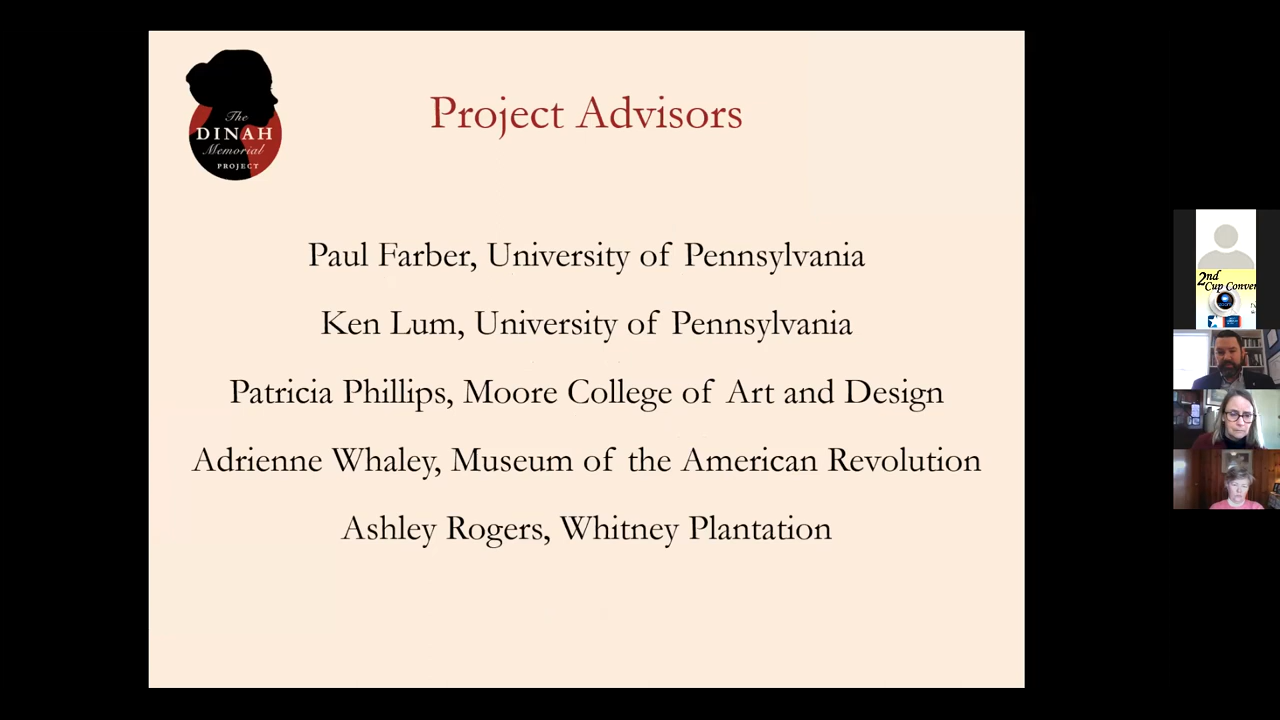 The
DINAH
Memorial
PROJECT
Project Advisors
Paul Farber, University of Pennsylvania
Ken Lum, University of Pennsylvania
Patricia Phillips, Moore College of Art and Design
Adrienne Whaley, Museum of the American Revolution
Ashley Rogers, Whitney Plantation
2nd
Cup Conver